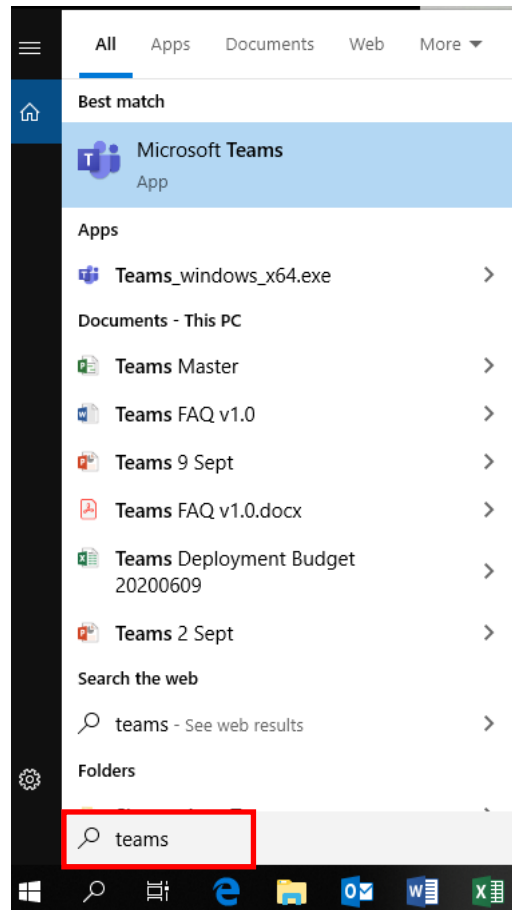 All Apps Documents Web More
Best match
Microsoft Teams
App
Apps
Teams_windows_x64.exe
Documents - This PC
Teams Master
Teams FAQ v1.0
Teams 9 Sept
Teams FAQ v1.0.docx
Teams Deployment Budget
20200609
Teams 2 Sept
Search the web
teams - See web results
Folders
teams